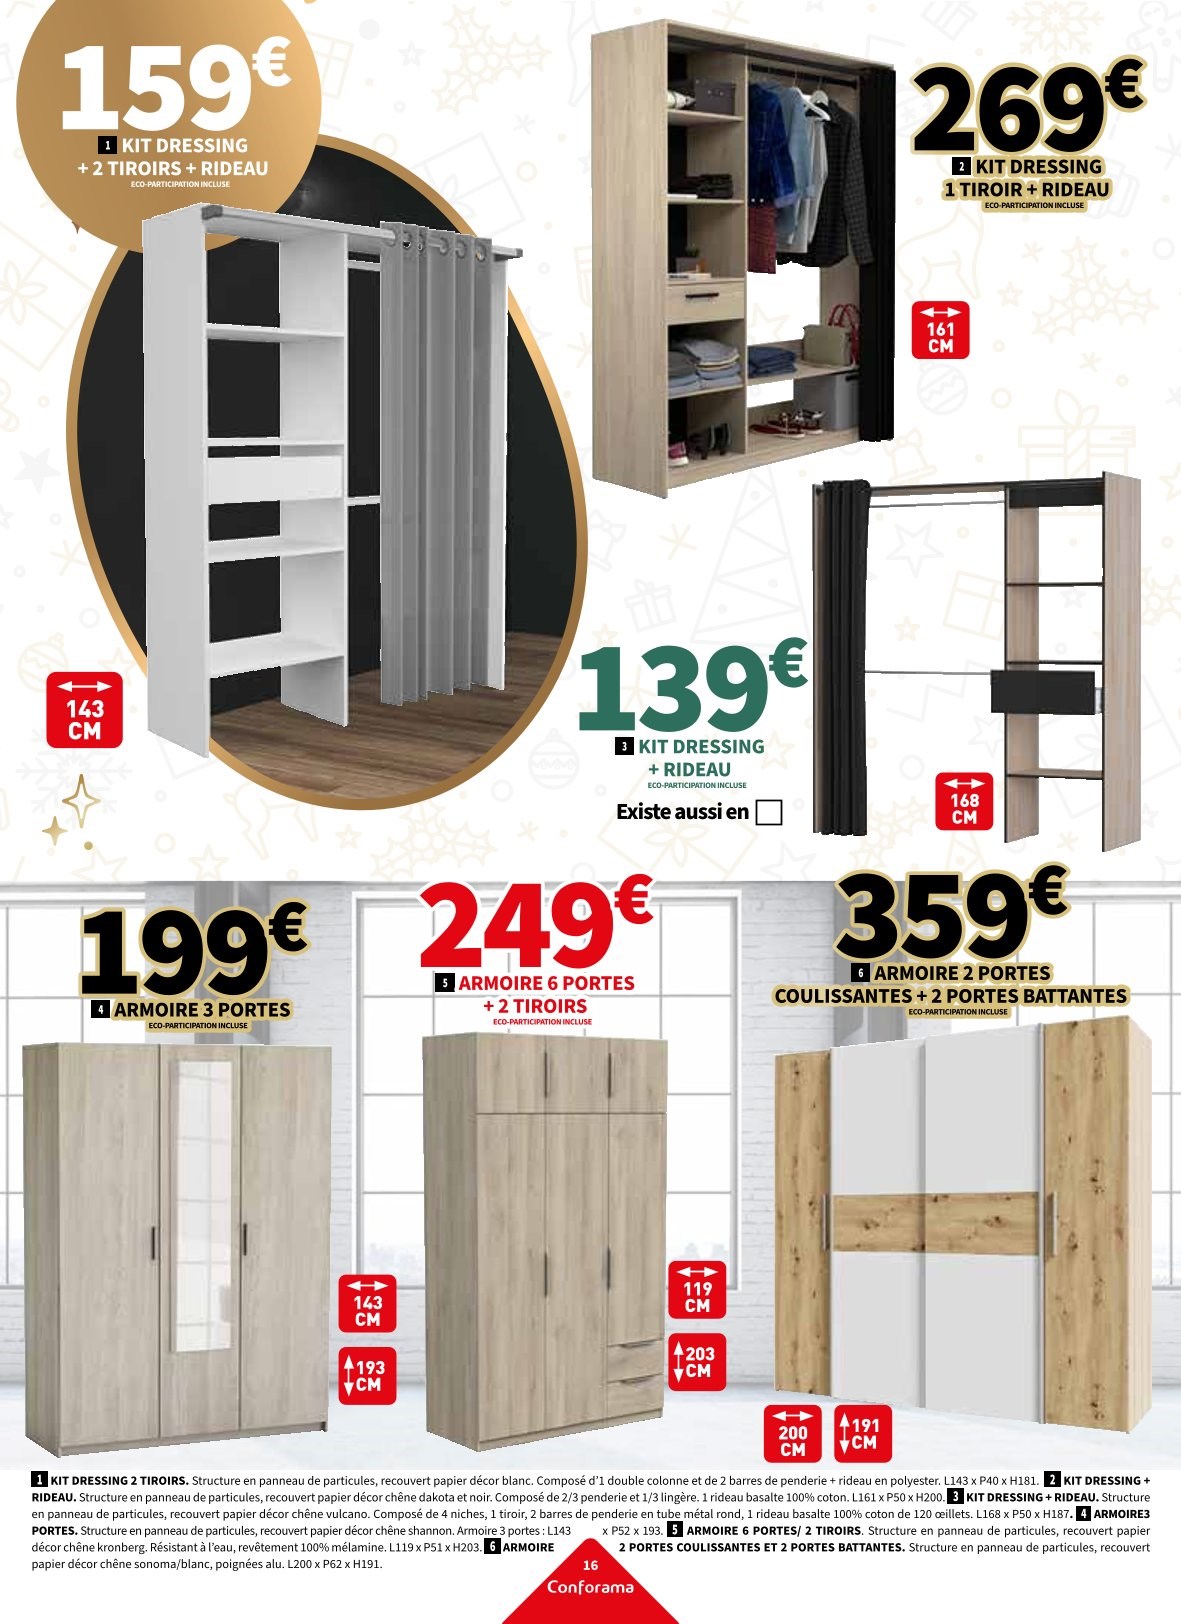 159€
1 KIT DRESSING
+ 2 TIROIRS + RIDEAU
ECO-PARTICIPATION INCLUSE
143
CM
269€
2 KIT DRESSING
1 TIROIR + RIDEAU
ECO-PARTICIPATION INCLUSE
161
CM
139€
3 KIT DRESSING
+ RIDEAU
ECO-PARTICIPATION INCLUSE
Existe aussi en
168
CM
199€
4 ARMOIRE 3 PORTES
ECO-PARTICIPATION INCLUSE
143
CM
193
CM
249€
5 ARMOIRE 6 PORTES
+ 2 TIROIRS
ECO-PARTICIPATION INCLUSE
119
CM
203
CM
359€
6 ARMOIRE 2 PORTES
COULISSANTES + 2 PORTES BATTANTES
ECO-PARTICIPATION INCLUSE
200
CM
191
CM
1 KIT DRESSING 2 TIROIRS. Structure en panneau de particules, recouvert papier décor blanc. Composé d'1 double colonne et de 2 barres de penderie + rideau en polyester. L143 x P40 x H181. 2 KIT DRESSING +
RIDEAU. Structure en panneau de particules, recouvert papier décor chêne dakota et noir. Composé de 2/3 penderie et 1/3 lingère. 1 rideau basalte 100% coton. L161 x P50 x H200. 3 KIT DRESSING + RIDEAU. Structure
en panneau de particules, recouvert papier décor chêne vulcano. Composé de 4 niches, 1 tiroir, 2 barres de penderie en tube métal rond, 1 rideau basalte 100% coton de 120 œillets. L168 x P50 x H187. 4 ARMOIRE3
PORTES. Structure en panneau de particules, recouvert papier décor chêne shannon. Armoire 3 portes : L143 x P52 x 193. 5 ARMOIRE 6 PORTES/ 2 TIROIRS. Structure en panneau de particules, recouvert papier
décor chêne kronberg. Résistant à l'eau, revêtement 100% mélamine. L119 x P51 x H203. 6 ARMOIRE 2 PORTES COULISSANTES ET 2 PORTES BATTANTES. Structure en panneau de particules, recouvert
papier décor chêne sonoma/blanc, poignées alu. L200 x P62 x H191.
16
Conforama